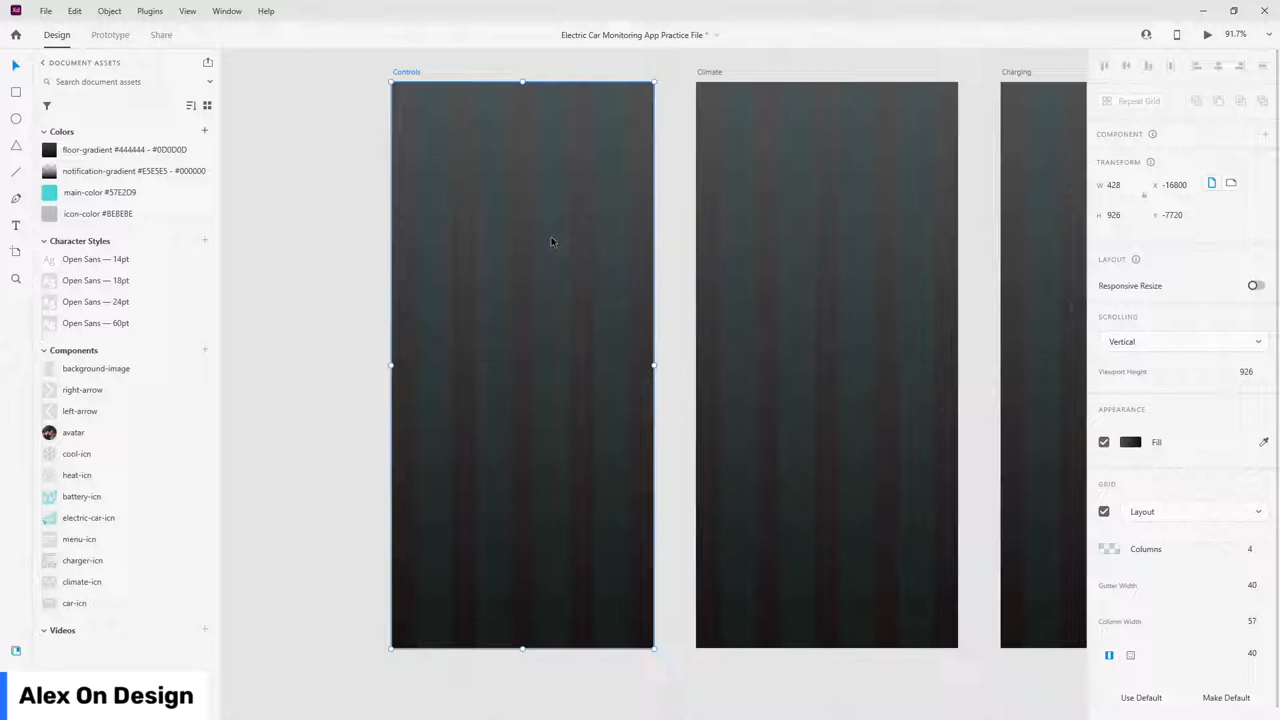 Xd File Edit Object Plugins View Window Help
Design Prototype Share
Electric Car Monitoring App Practice File *
91.7%
DOCUMENT ASSETS
Search document assets
Colors
floor-gradient #444444 - #0D0D0D
notification-gradient #E5E5E5 - #000000
main-color #57E2D9
icon-color #BEBEBE
Character Styles
Ag Open Sans — 14pt
Ag Open Sans — 18pt
Ag Open Sans — 24pt
Ag Open Sans — 60pt
Components
background-image
right-arrow
left-arrow
avatar
cool-icn
heat-icn
battery-icn
electric-car-icn
menu-icn
charger-icn
climate-icn
car-icn
Videos
Alex On Design
Controls
Climate
Charging
Repeat Grid
COMPONENT
TRANSFORM
W 428 X -16800
H 926 Y -7720
LAYOUT
Responsive Resize
SCROLLING
Vertical
Viewport Height 926
APPEARANCE
Fill
GRID
Layout
Columns 4
Gutter Width 40
Column Width 57
40
Use Default Make Default